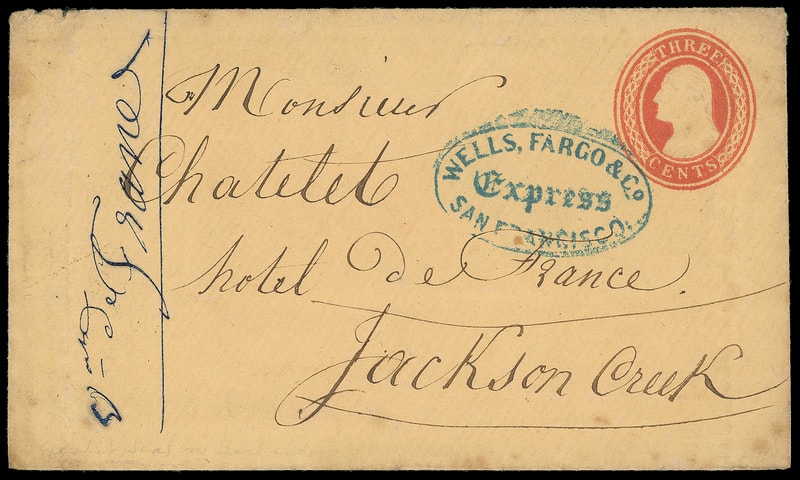 Monsieur
Chatelet
hotel de France.
Jackson Creek
WELLS, FARGO & Co.
Express
SAN FRANCISCO.
THREE
CENTS